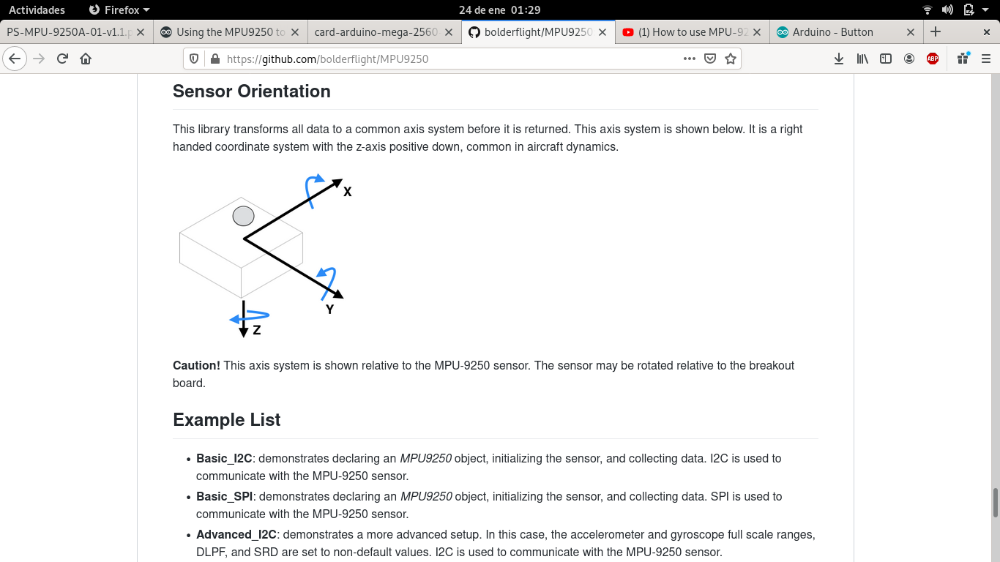 Actividades
Firefox
24 de ene 01:29
PS-MPU-9250A-01-v1.1.p
Using the MPU9250 to
card-arduino-mega-2560
bolderflight/MPU9250
(1) How to use MPU-92
Arduino - Button
https://github.com/bolderflight/MPU9250
ABP
Sensor Orientation
This library transforms all data to a common axis system before it is returned. This axis system is shown below. It is a right
handed coordinate system with the z-axis positive down, common in aircraft dynamics.
X
Y
Z
Caution! This axis system is shown relative to the MPU-9250 sensor. The sensor may be rotated relative to the breakout
board.
Example List
• Basic_I2C: demonstrates declaring an MPU9250 object, initializing the sensor, and collecting data. I2C is used to
communicate with the MPU-9250 sensor.
• Basic_SPI: demonstrates declaring an MPU9250 object, initializing the sensor, and collecting data. SPI is used to
communicate with the MPU-9250 sensor.
• Advanced_I2C: demonstrates a more advanced setup. In this case, the accelerometer and gyroscope full scale ranges,
DLPF, and SRD are set to non-default values. I2C is used to communicate with the MPU-9250 sensor.